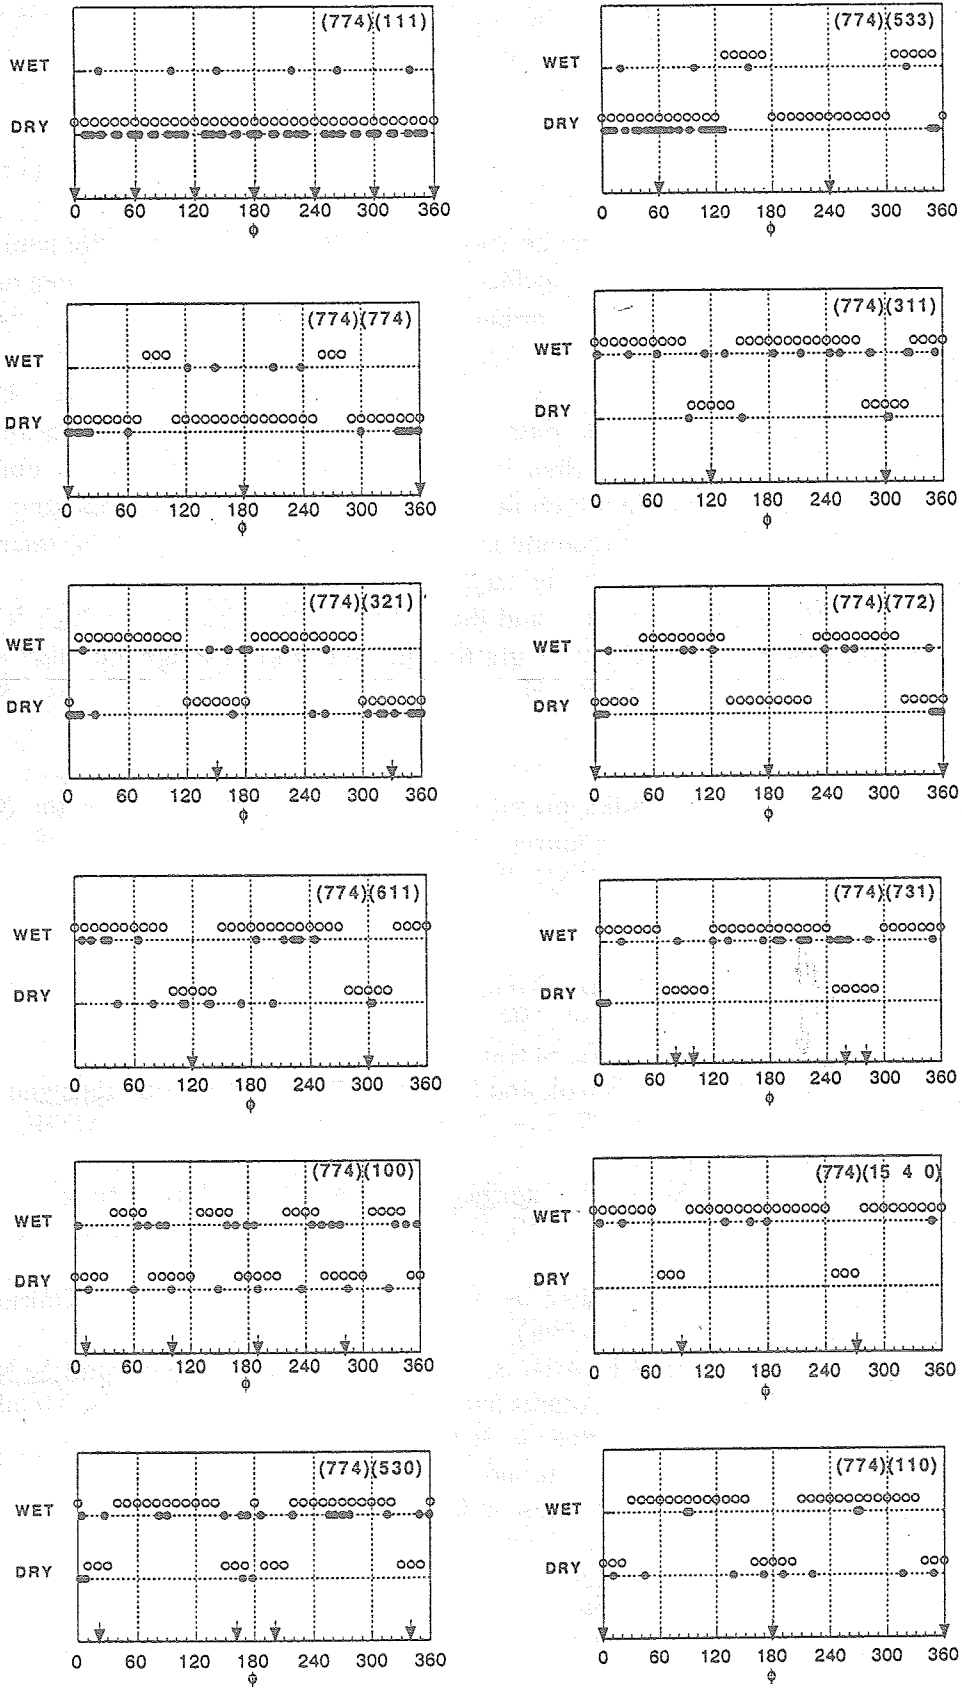 (774)(111)
WET
DRY
0 60 120 180 240 300 360
ϕ
(774)(533)
WET
DRY
0 60 120 180 240 300 360
ϕ
(774)(774)
WET
DRY
0 60 120 180 240 300 360
ϕ
(774)(311)
WET
DRY
0 60 120 180 240 300 360
ϕ
(774)(321)
WET
DRY
0 60 120 180 240 300 360
ϕ
(774)(772)
WET
DRY
0 60 120 180 240 300 360
ϕ
(774)(611)
WET
DRY
0 60 120 180 240 300 360
ϕ
(774)(731)
WET
DRY
0 60 120 180 240 300 360
ϕ
(774)(100)
WET
DRY
0 60 120 180 240 300 360
ϕ
(774)(15 4 0)
WET
DRY
0 60 120 180 240 300 360
ϕ
(774)(530)
WET
DRY
0 60 120 180 240 300 360
ϕ
(774)(110)
WET
DRY
0 60 120 180 240 300 360
ϕ